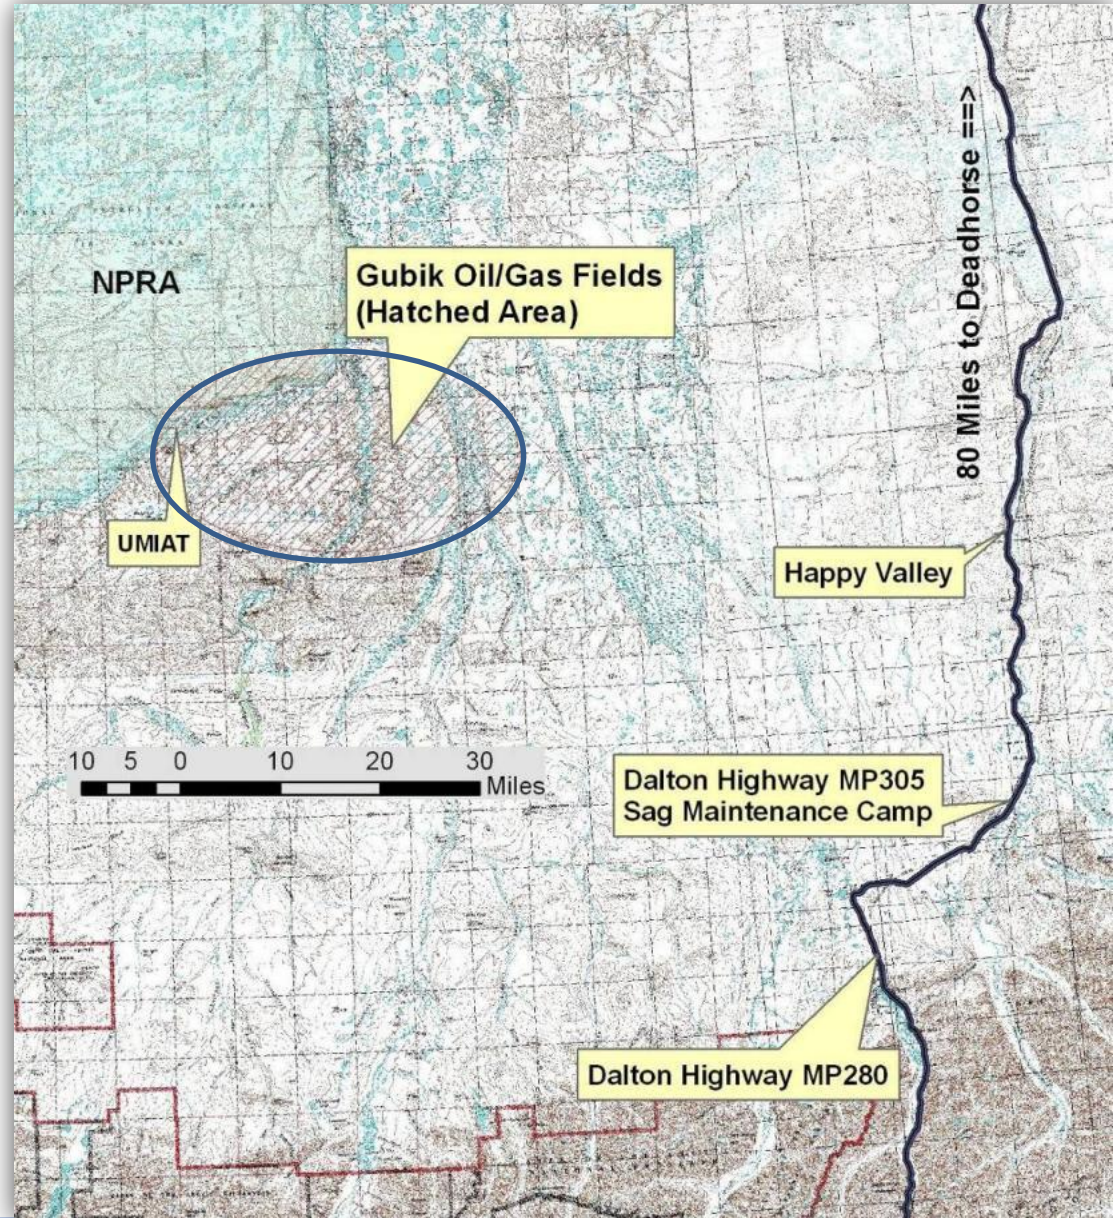 NPRA
Gubik Oil/Gas Fields
(Hatched Area)
80 Miles to Deadhorse ==>
UMIAT
Happy Valley
10 5 0 10 20 30
Miles
Dalton Highway MP305
Sag Maintenance Camp
Dalton Highway MP280